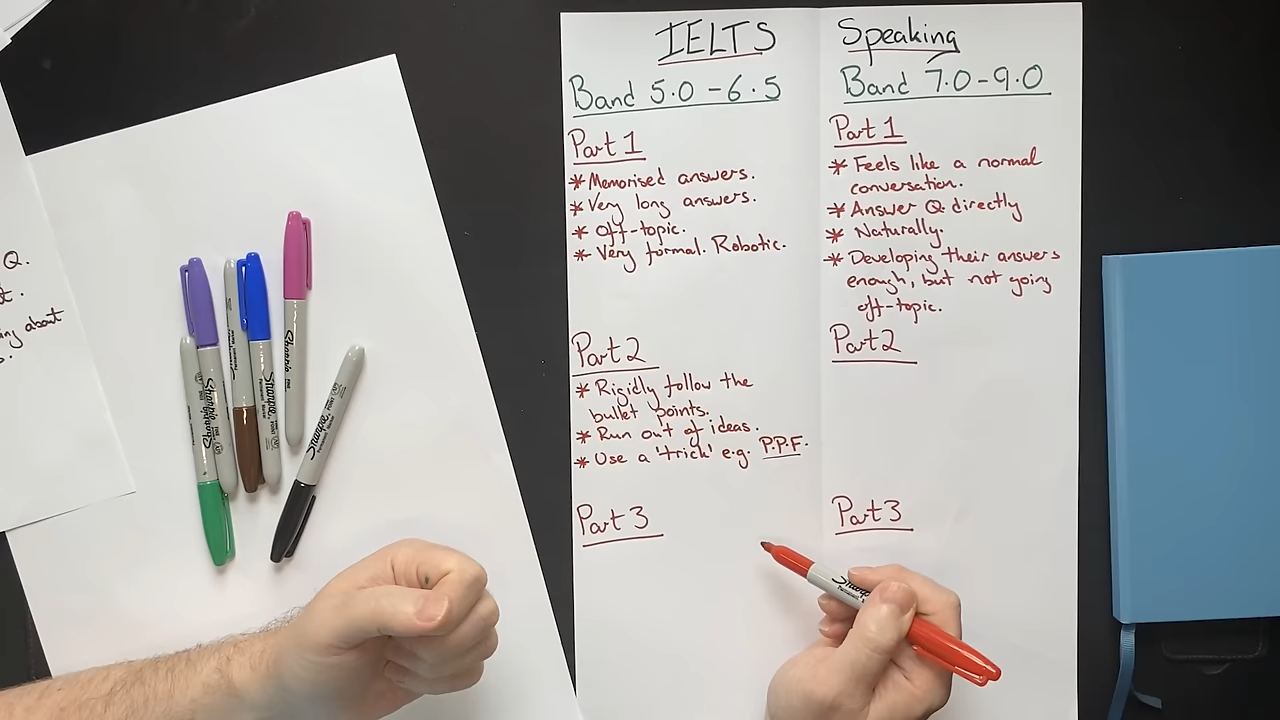 IELTS Speaking
Band 5.0-6.5
Part 1
* Memorised answers.
* Very long answers.
* Off-topic.
* Very formal. Robotic.
Part 2
* Rigidly follow the
bullet points.
* Run out of ideas.
* Use a 'trick' e.g. P.P.F.
Part 3
Band 7.0-9.0
Part 1
* Feels like a normal
conversation.
* Answer Q. directly
* Naturally.
* Developing their answers
enough, but not going
off-topic.
Part 2
Part 3
Q.
about
Sharpie
Sharpie
Sharpie
Sharpie